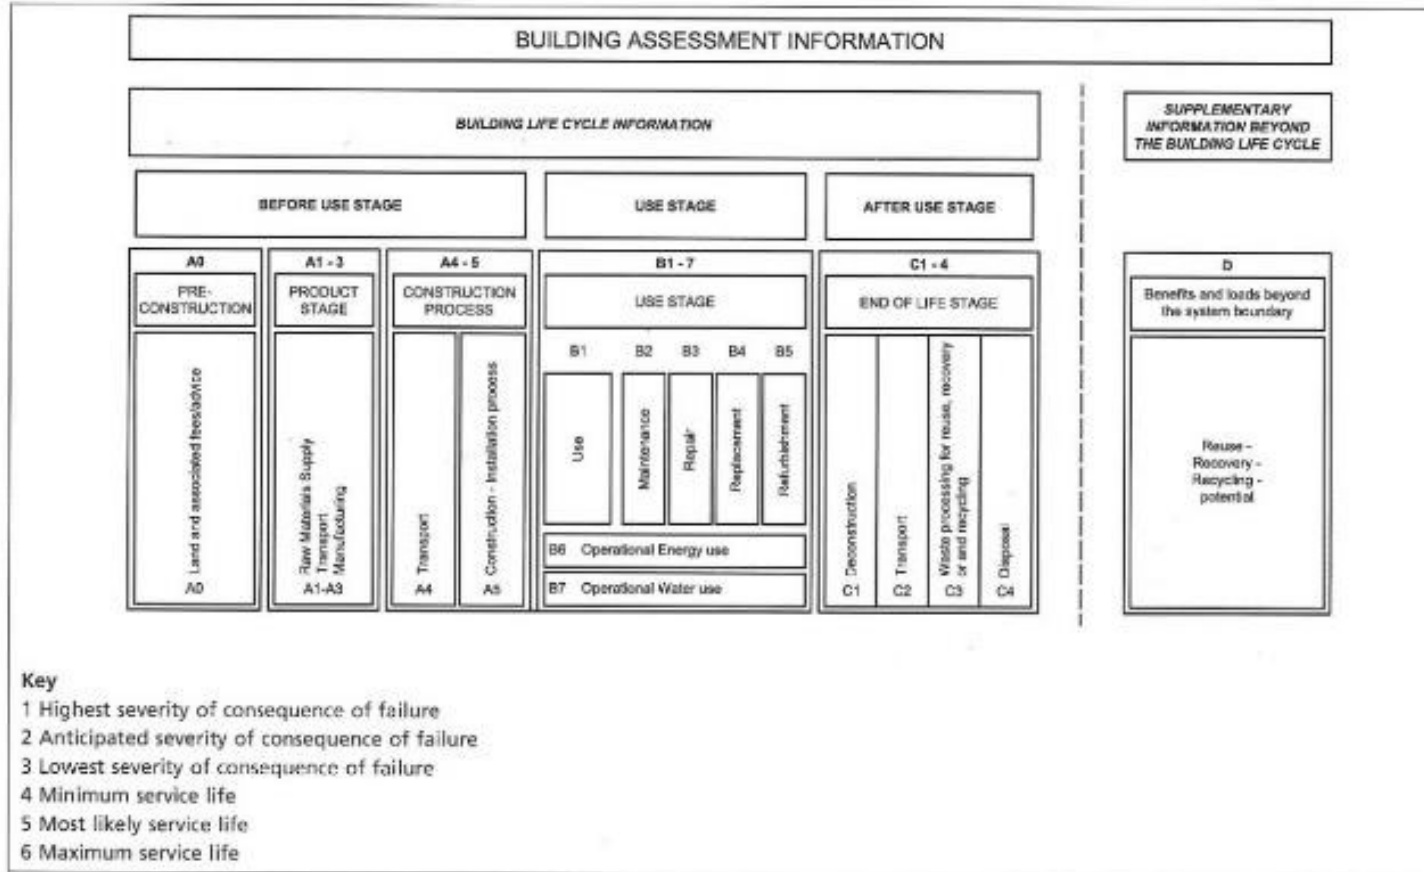 BUILDING ASSESSMENT INFORMATION
BUILDING LIFE CYCLE INFORMATION
SUPPLEMENTARY
INFORMATION BEYOND
THE BUILDING LIFE CYCLE
BEFORE USE STAGE
USE STAGE
AFTER USE STAGE
A0
PRE-
CONSTRUCTION
Land and associated fees/advice
A0
A1 - 3
PRODUCT
STAGE
Raw Materials Supply
Transport
Manufacturing
A1-A3
A4 - 5
CONSTRUCTION
PROCESS
Transport
A4
Construction - Installation process
A5
B1 - 7
USE STAGE
B1
Use
B2
Maintenance
B3
Repair
B4
Replacement
B5
Refurbishment
B6 Operational Energy use
B7 Operational Water use
C1 - 4
END OF LIFE STAGE
C1 Deconstruction
C2 Transport
C3 Waste processing for reuse, recovery
or and recycling
C4 Disposal
D
Benefits and loads beyond
the system boundary
Reuse -
Recovery -
Recycling -
potential
Key
1 Highest severity of consequence of failure
2 Anticipated severity of consequence of failure
3 Lowest severity of consequence of failure
4 Minimum service life
5 Most likely service life
6 Maximum service life